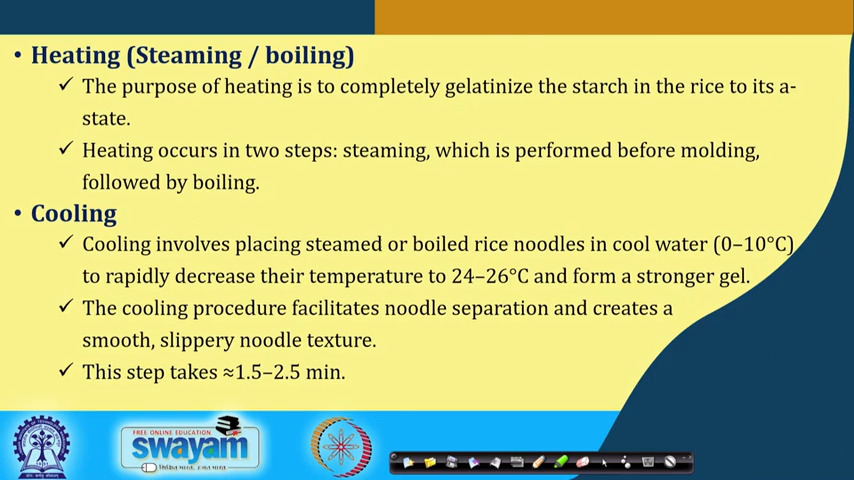 • Heating (Steaming / boiling)
✓ The purpose of heating is to completely gelatinize the starch in the rice to its a-
state.
✓ Heating occurs in two steps: steaming, which is performed before molding,
followed by boiling.
• Cooling
✓ Cooling involves placing steamed or boiled rice noodles in cool water (0–10°C)
to rapidly decrease their temperature to 24–26°C and form a stronger gel.
✓ The cooling procedure facilitates noodle separation and creates a
smooth, slippery noodle texture.
✓ This step takes ≈1.5–2.5 min.
FREE ONLINE EDUCATION
swayam